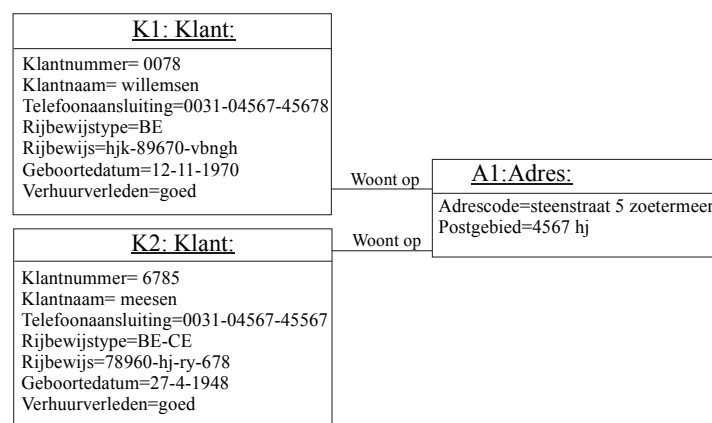 K1: Klant:
Klantnummer= 0078
Klantnaam= willemsen
Telefoonaansluiting=0031-04567-45678
Rijbewijstype=BE
Rijbewijs=hjk-89670-vbngh
Geboortedatum=12-11-1970
Verhuurverleden=goed
Woont op
A1:Adres:
Adrescode=steenstraat 5 zoetermeer
Postgebied=4567 hj
Woont op
K2: Klant:
Klantnummer= 6785
Klantnaam= meesen
Telefoonaansluiting=0031-04567-45567
Rijbewijstype=BE-CE
Rijbewijs=78960-hj-ry-678
Geboortedatum=27-4-1948
Verhuurverleden=goed